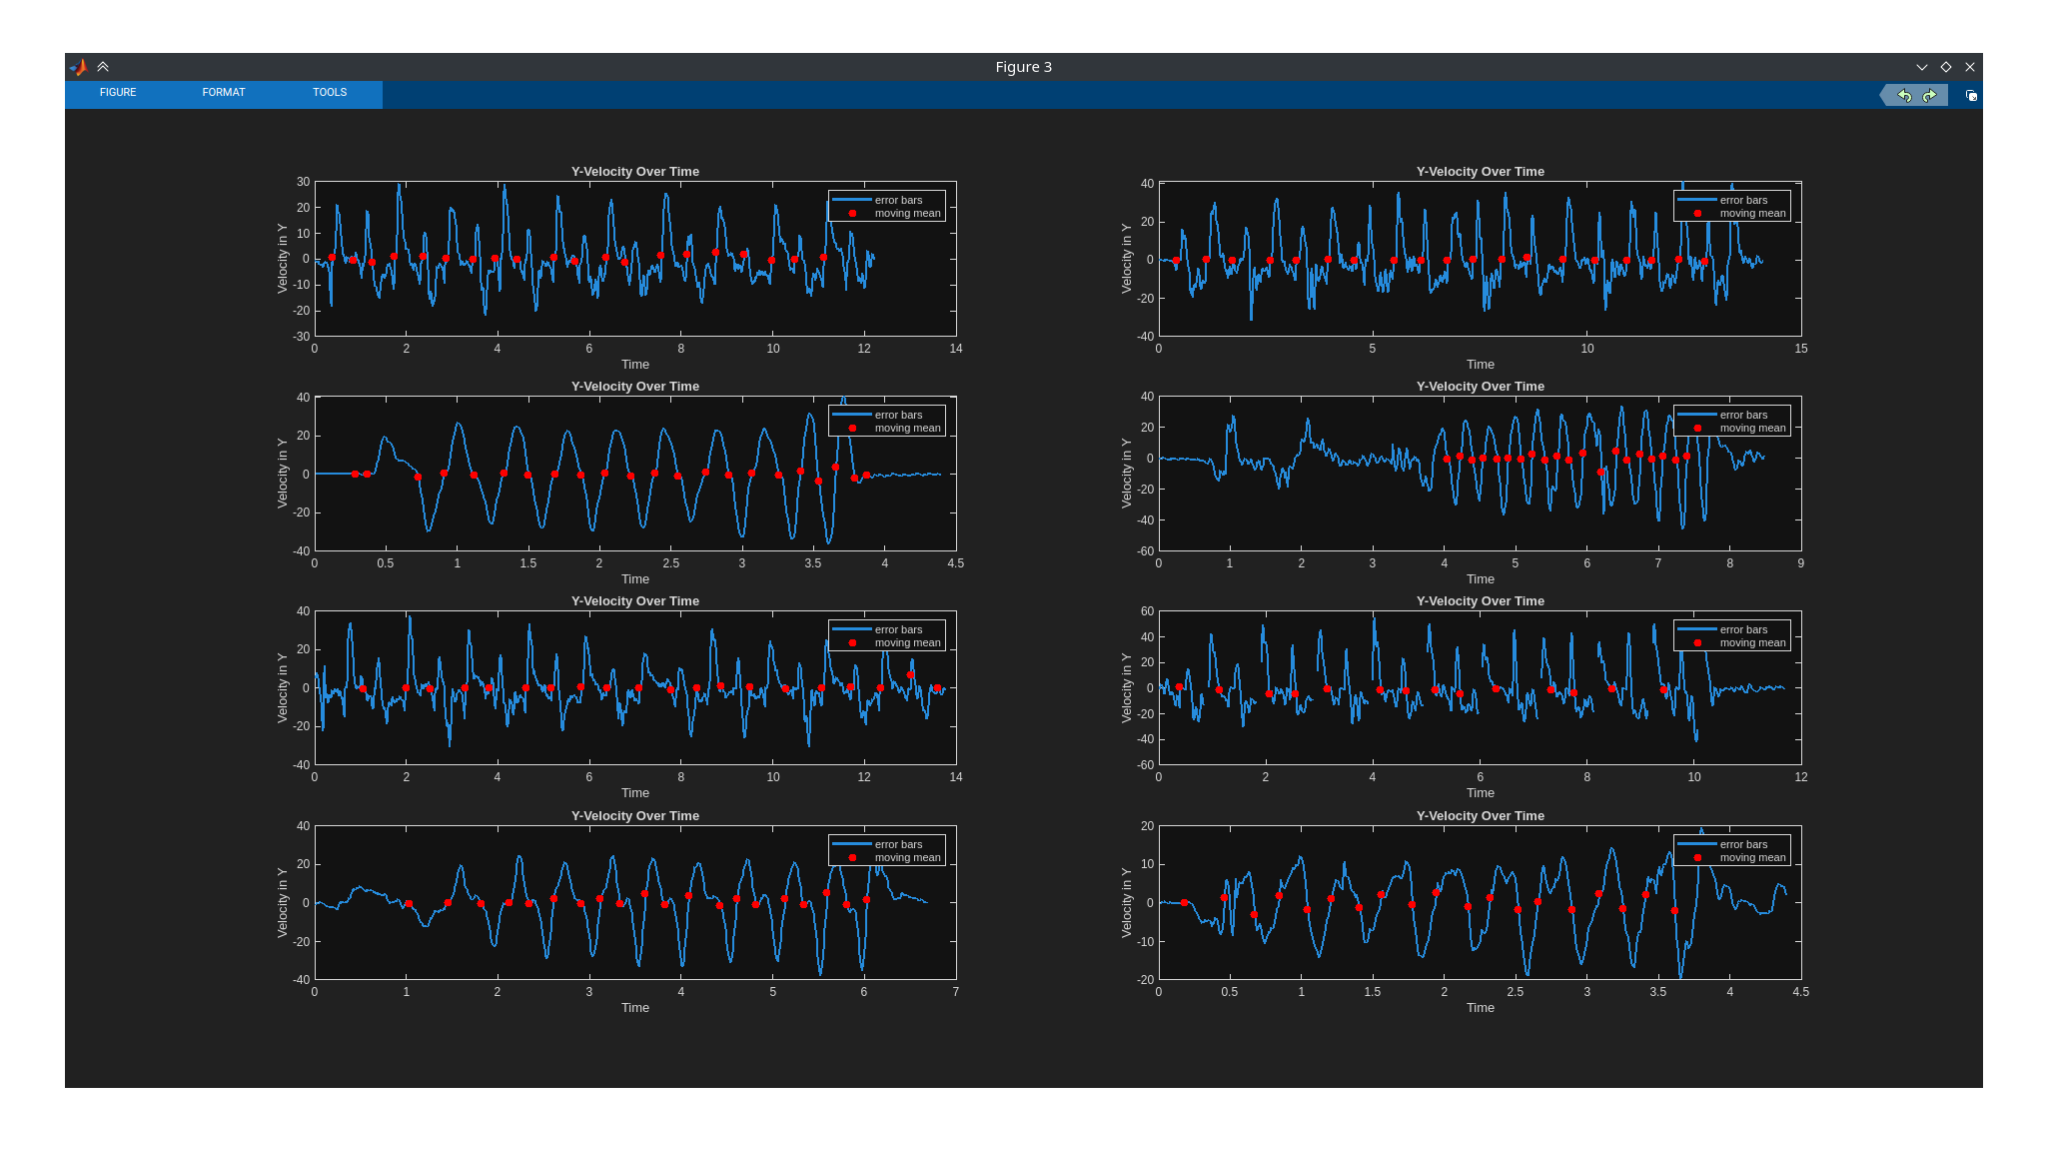 Figure 3
FIGURE FORMAT TOOLS
Y-Velocity Over Time
30
20
10
0
-10
-20
-30
Velocity in Y
error bars
moving mean
0 2 4 6 8 10 12 14
Time
Y-Velocity Over Time
40
20
0
-20
-40
Velocity in Y
error bars
moving mean
0 5 10 15
Time
Y-Velocity Over Time
40
20
0
-20
-40
Velocity in Y
error bars
moving mean
0 0.5 1 1.5 2 2.5 3 3.5 4 4.5
Time
Y-Velocity Over Time
40
20
0
-20
-40
-60
Velocity in Y
error bars
moving mean
0 1 2 3 4 5 6 7 8 9
Time
Y-Velocity Over Time
40
20
0
-20
-40
Velocity in Y
error bars
moving mean
0 2 4 6 8 10 12 14
Time
Y-Velocity Over Time
60
40
20
0
-20
-40
-60
Velocity in Y
error bars
moving mean
0 2 4 6 8 10 12
Time
Y-Velocity Over Time
40
20
0
-20
-40
Velocity in Y
error bars
moving mean
0 1 2 3 4 5 6 7
Time
Y-Velocity Over Time
20
10
0
-10
-20
Velocity in Y
error bars
moving mean
0 0.5 1 1.5 2 2.5 3 3.5 4 4.5
Time